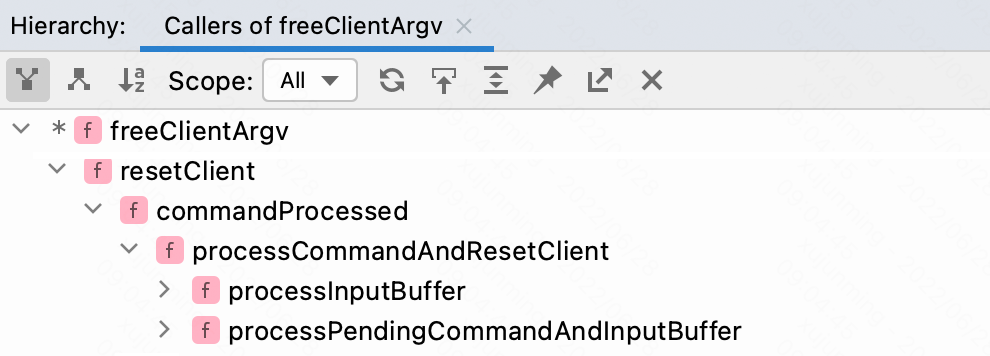 Hierarchy: Callers of freeClientArgv
Scope: All
* f freeClientArgv
f resetClient
f commandProcessed
f processCommandAndResetClient
f processInputBuffer
f processPendingCommandAndInputBuffer